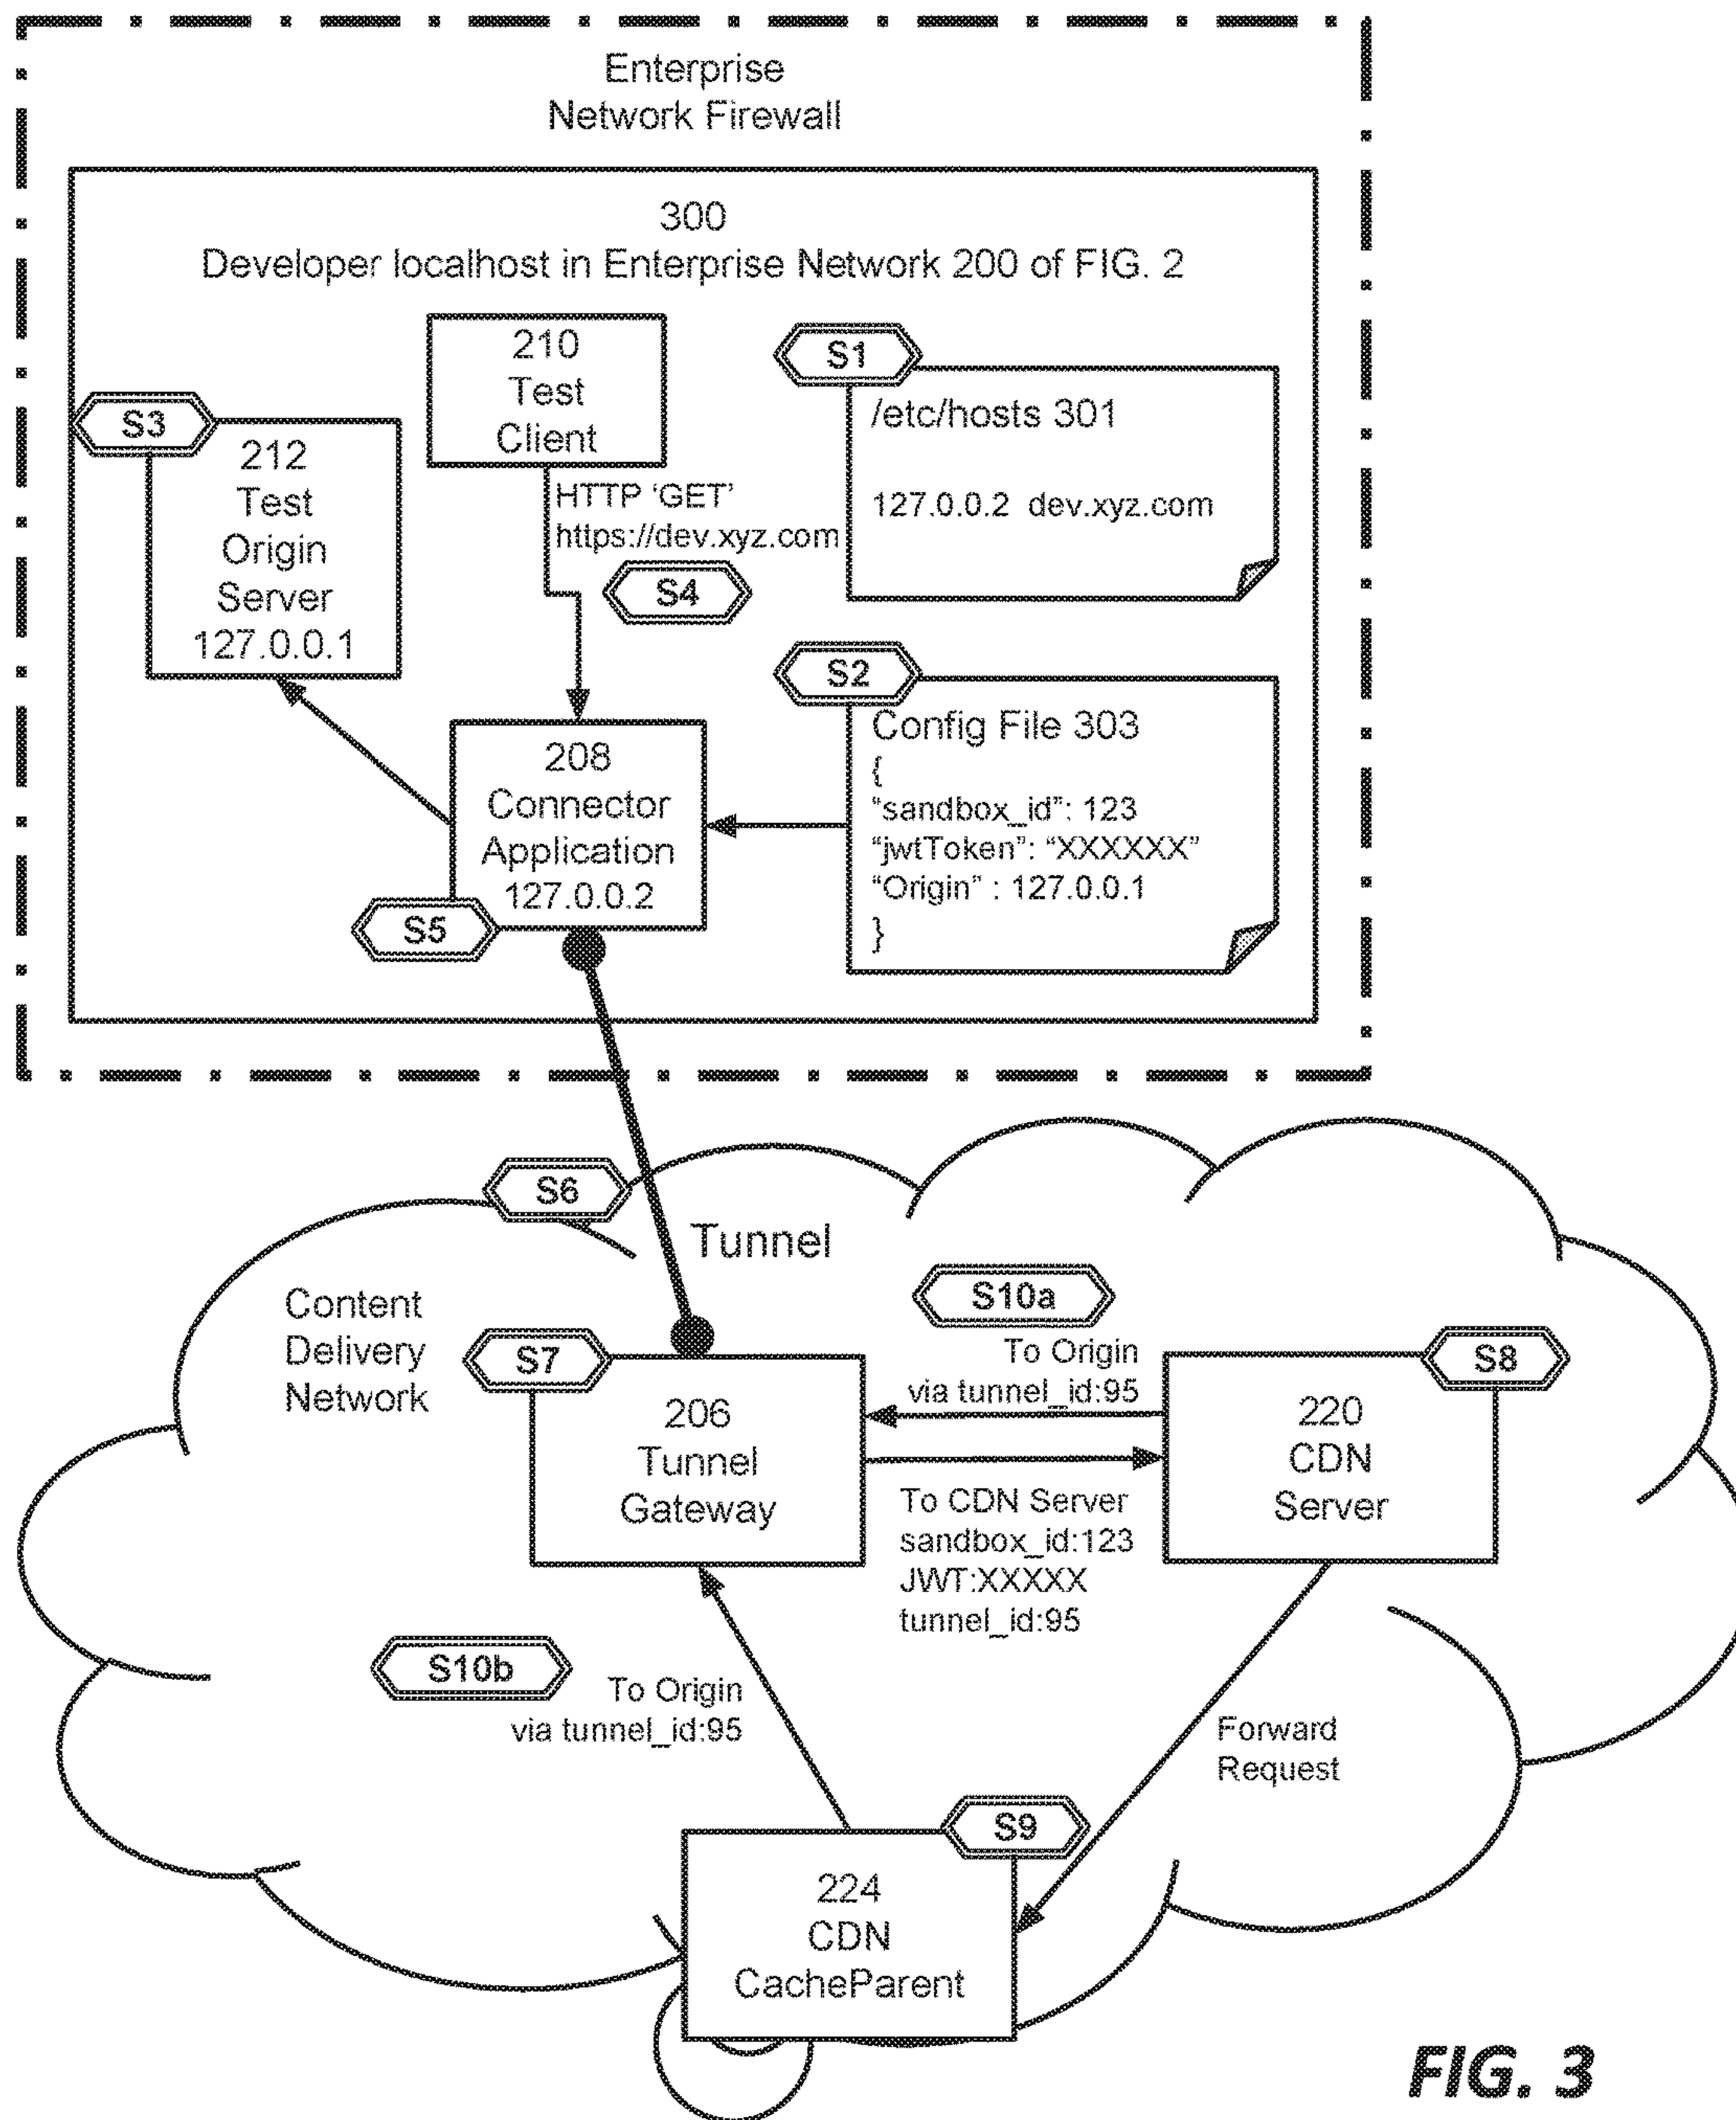 Enterprise
Network Firewall
300
Developer localhost in Enterprise Network 200 of FIG. 2
210
Test
Client
S1
/etc/hosts 301
127.0.0.2 dev.xyz.com
S3
212
Test
Origin
Server
127.0.0.1
HTTP ‘GET’
https://dev.xyz.com
S4
S2
Config File 303
{
“sandbox_id”: 123
“jwtToken”: “XXXXXX”
“Origin” : 127.0.0.1
}
208
Connector
Application
127.0.0.2
S5
S6
Tunnel
Content
Delivery
Network
S10a
To Origin
via tunnel_id:95
S7
206
Tunnel
Gateway
S8
220
CDN
Server
To CDN Server
sandbox_id:123
JWT:XXXXX
tunnel_id:95
S10b
To Origin
via tunnel_id:95
Forward
Request
S9
224
CDN
CacheParent
FIG. 3